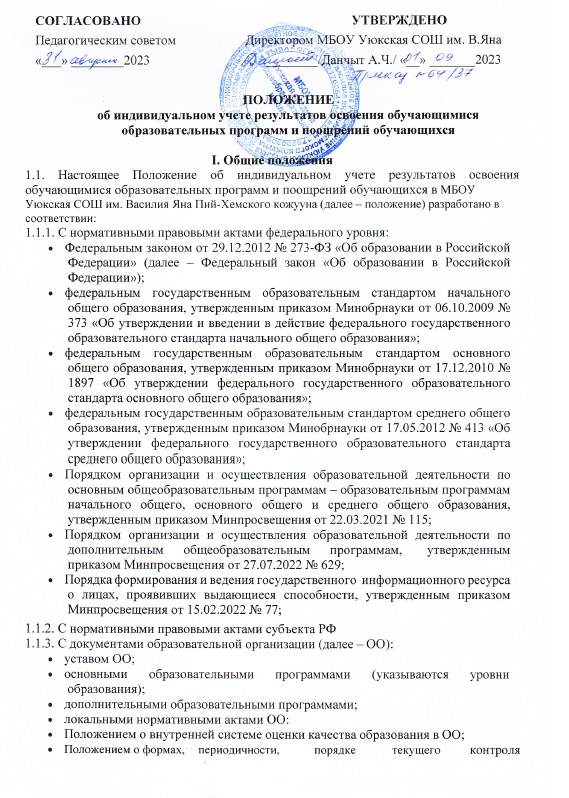 СОГЛАСОВАНО УТВЕРЖДЕНО
Педагогическим советом Директором МБОУ Уюкская СОШ им. В.Яна
«31» августа 2023 Данчыт А.Ч./ «01» 09 2023
Приказ №64/37
ПОЛОЖЕНИЕ
об индивидуальном учете результатов освоения обучающимися
образовательных программ и поощрений обучающихся
I. Общие положения
1.1. Настоящее Положение об индивидуальном учете результатов освоения
обучающимися образовательных программ и поощрений обучающихся в МБОУ
Уюкская СОШ им. Василия Яна Пий-Хемского кожууна (далее – положение) разработано в
соответствии:
1.1.1. С нормативными правовыми актами федерального уровня:
• Федеральным законом от 29.12.2012 № 273-ФЗ «Об образовании в Российской
Федерации» (далее – Федеральный закон «Об образовании в Российской
Федерации»);
• федеральным государственным образовательным стандартом начального
общего образования, утвержденным приказом Минобрнауки от 06.10.2009 №
373 «Об утверждении и введении в действие федерального государственного
образовательного стандарта начального общего образования»;
• федеральным государственным образовательным стандартом основного
общего образования, утвержденным приказом Минобрнауки от 17.12.2010 №
1897 «Об утверждении федерального государственного образовательного
стандарта основного общего образования»;
• федеральным государственным образовательным стандартом среднего общего
образования, утвержденным приказом Минобрнауки от 17.05.2012 № 413 «Об
утверждении федерального государственного образовательного стандарта
среднего общего образования»;
• Порядком организации и осуществления образовательной деятельности по
основным общеобразовательным программам – образовательным программам
начального общего, основного общего и среднего общего образования,
утвержденным приказом Минпросвещения от 22.03.2021 № 115;
• Порядком организации и осуществления образовательной деятельности по
дополнительным общеобразовательным программам, утвержденным
приказом Минпросвещения от 27.07.2022 № 629;
• Порядка формирования и ведения государственного информационного ресурса
о лицах, проявивших выдающиеся способности, утвержденным приказом
Минпросвещения от 15.02.2022 № 77;
1.1.2. С нормативными правовыми актами субъекта РФ
1.1.3. С документами образовательной организации (далее – ОО):
• уставом ОО;
• основными образовательными программами (указываются уровни
образования);
• дополнительными образовательными программами;
• локальными нормативными актами ОО:
• Положением о внутренней системе оценки качества образования в ОО;
• Положением о формах, периодичности, порядке текущего контроля